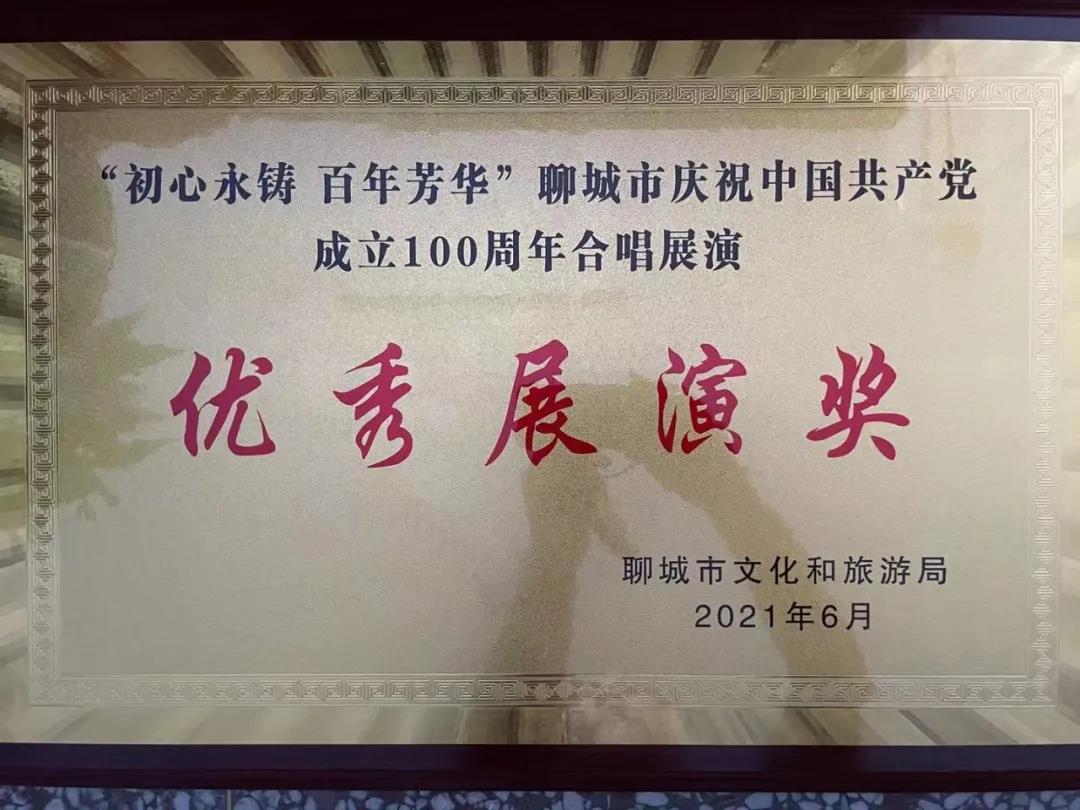 “初心永铸 百年芳华”聊城市庆祝中国共产党
成立100周年合唱展演
优秀展演奖
聊城市文化和旅游局
2021年6月